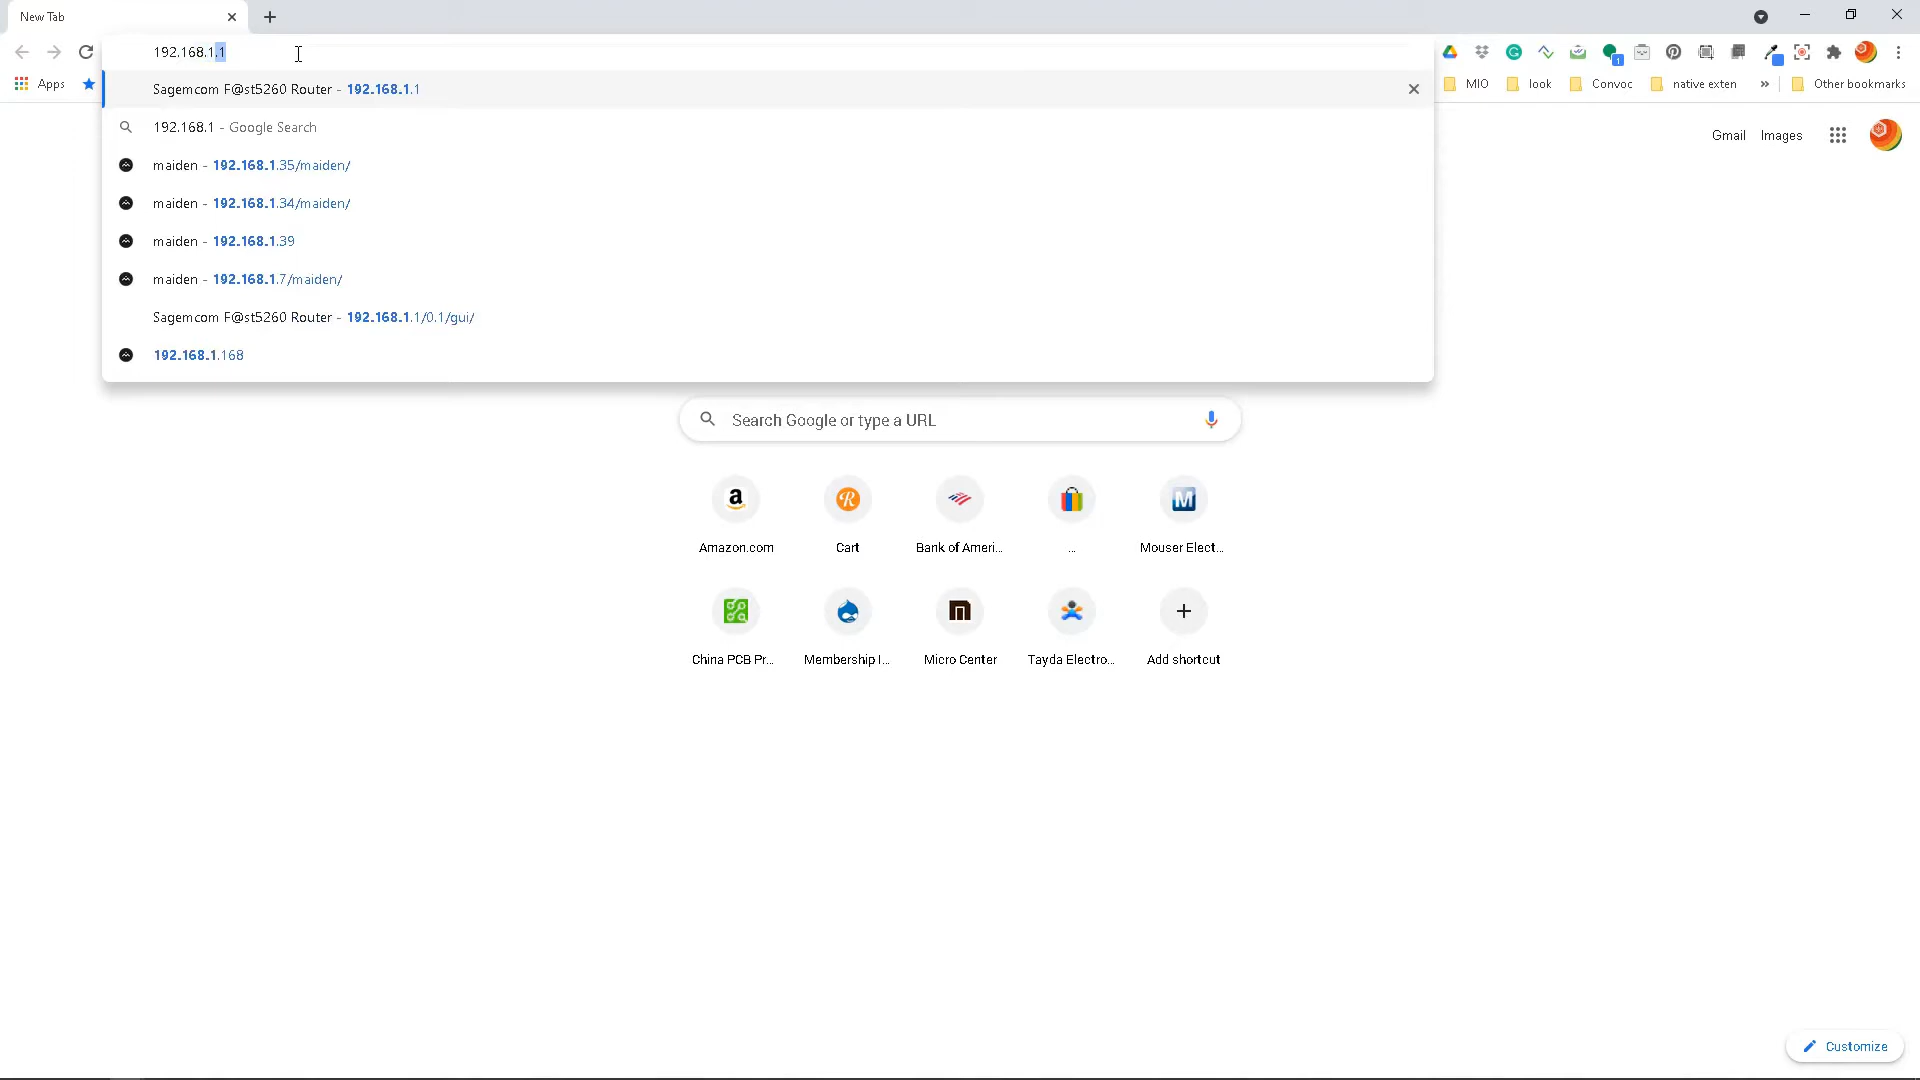 New Tab
192.168.1.1
Apps
Sagemcom F@st5260 Router - 192.168.1.1
MIO
look
Convoc
native exten
»
Other bookmarks
192.168.1 - Google Search
Gmail
Images
maiden - 192.168.1.35/maiden/
maiden - 192.168.1.34/maiden/
maiden - 192.168.1.39
maiden - 192.168.1.7/maiden/
Sagemcom F@st5260 Router - 192.168.1.1/0.1/gui/
192.168.1.168
Search Google or type a URL
Amazon.com
Cart
Bank of Ameri...
...
Mouser Elect...
China PCB Pr...
Membership I...
Micro Center
Tayda Electro...
Add shortcut
Customize